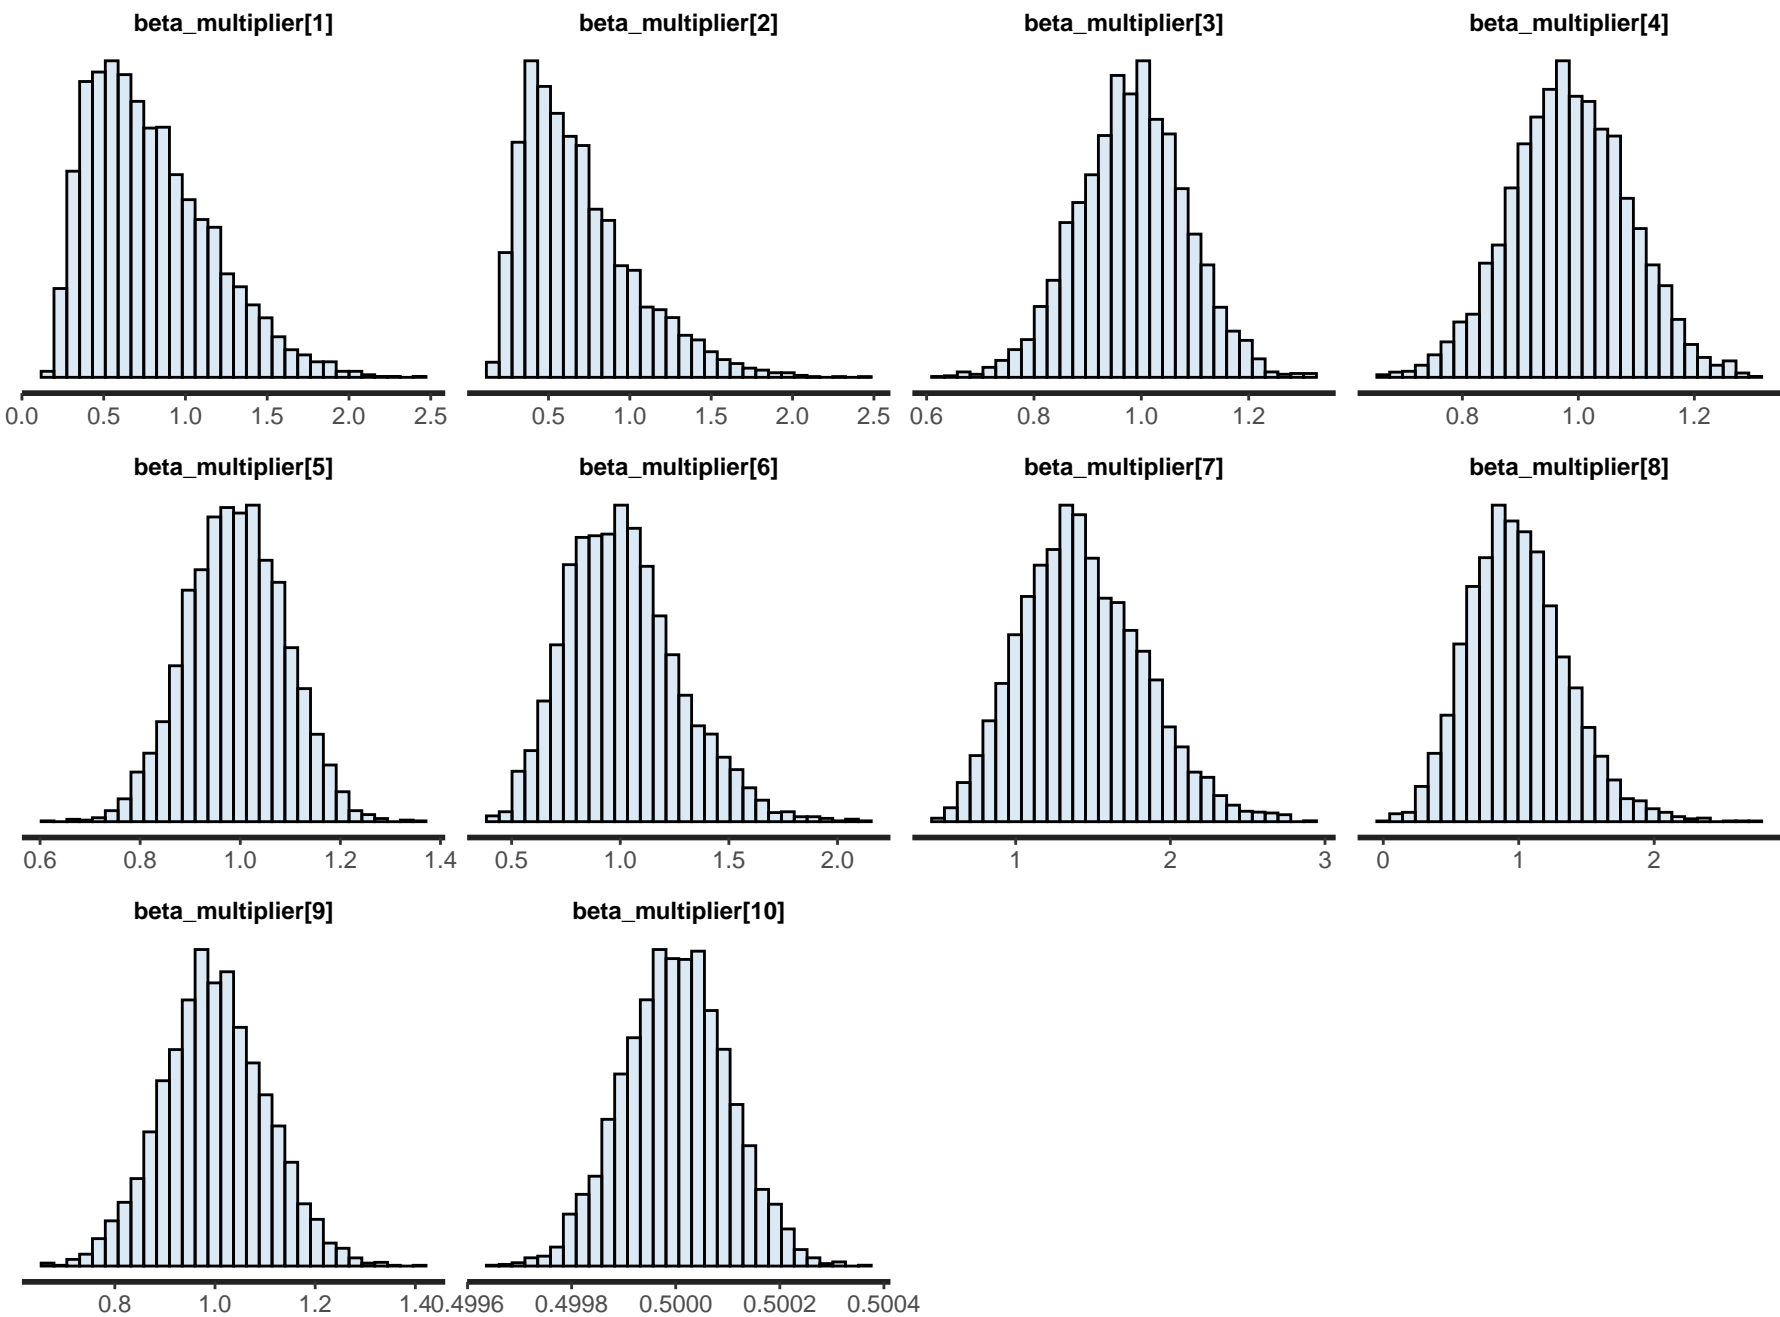 beta_multiplier[1] beta_multiplier[2] beta_multiplier[3] beta_multiplier[4]
0.0 0.5 1.0 1.5 2.0 2.5 0.5 1.0 1.5 2.0 2.5 0.6 0.8 1.0 1.2 0.8 1.0 1.2
beta_multiplier[5] beta_multiplier[6] beta_multiplier[7] beta_multiplier[8]
0.6 0.8 1.0 1.2 1.4 0.5 1.0 1.5 2.0 1 2 3 0 1 2
beta_multiplier[9] beta_multiplier[10]
0.8 1.0 1.2 1.4 0.4996 0.4998 0.5000 0.5002 0.5004